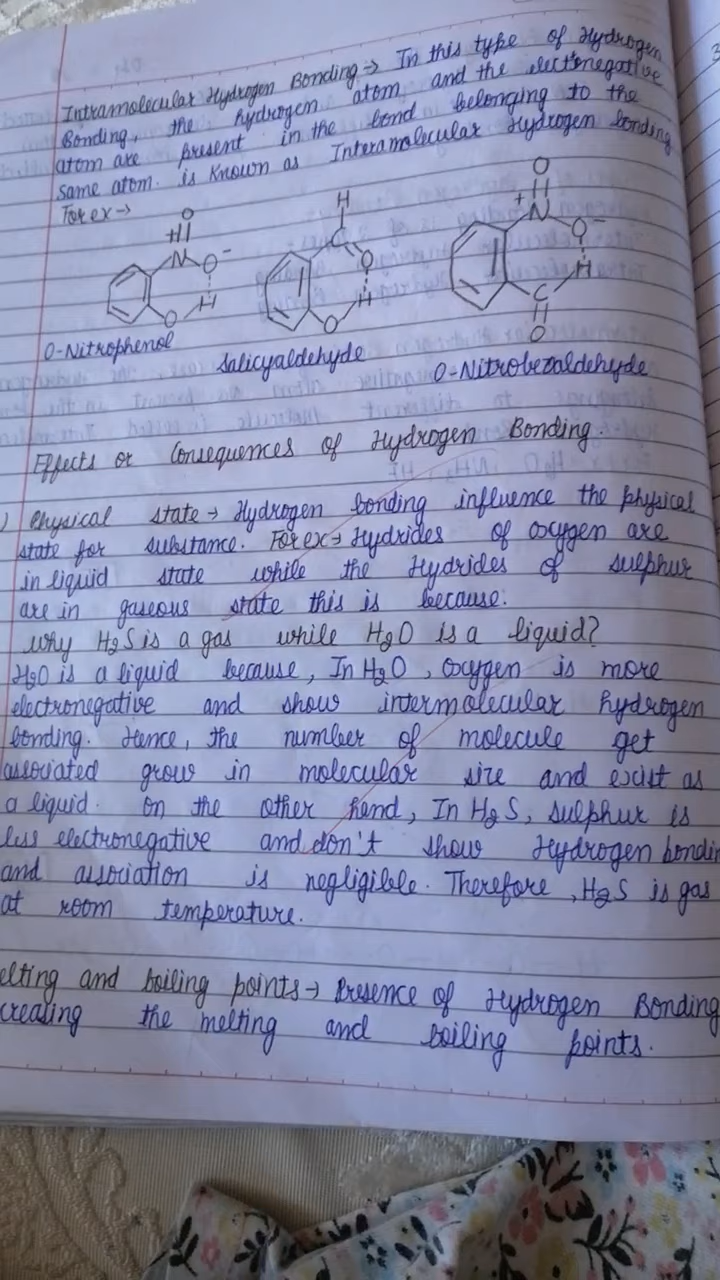 Intramolecular Hydrogen Bonding → In this type of Hydrogen
Bonding, the hydrogen atom and the electronegative
atom are present in the bond belonging to the
same atom. is known as Interamolecular Hydrogen bonding
For ex →
O
+
N
O⁻
H
O
O-Nitrophenol
H
C
O
H
O
Salicyaldehyde
O
+
N
O⁻
H
C
O
O-Nitrobezaldehyde
Effects or Consequences of Hydrogen Bonding.
) Physical state → Hydrogen bonding influence the physical
state for substance. For ex → Hydrides of oxygen are
in liquid state while the Hydrides of sulphur
are in gaseous state this is because.
why H2S is a gas while H2O is a liquid?
H2O is a liquid because, In H2O, Oxygen is more
electronegative and show intermolecular hydrogen
bonding. Hence, the number of molecule get
associated grow in molecular size and exist as
a liquid. On the other hand, In H2S, sulphur is
less electronegative and don't show Hydrogen bondin
and association is negligible. Therefore, H2S is gas
at room temperature.
elting and boiling points → Presence of Hydrogen Bonding
creasing the melting and boiling points.